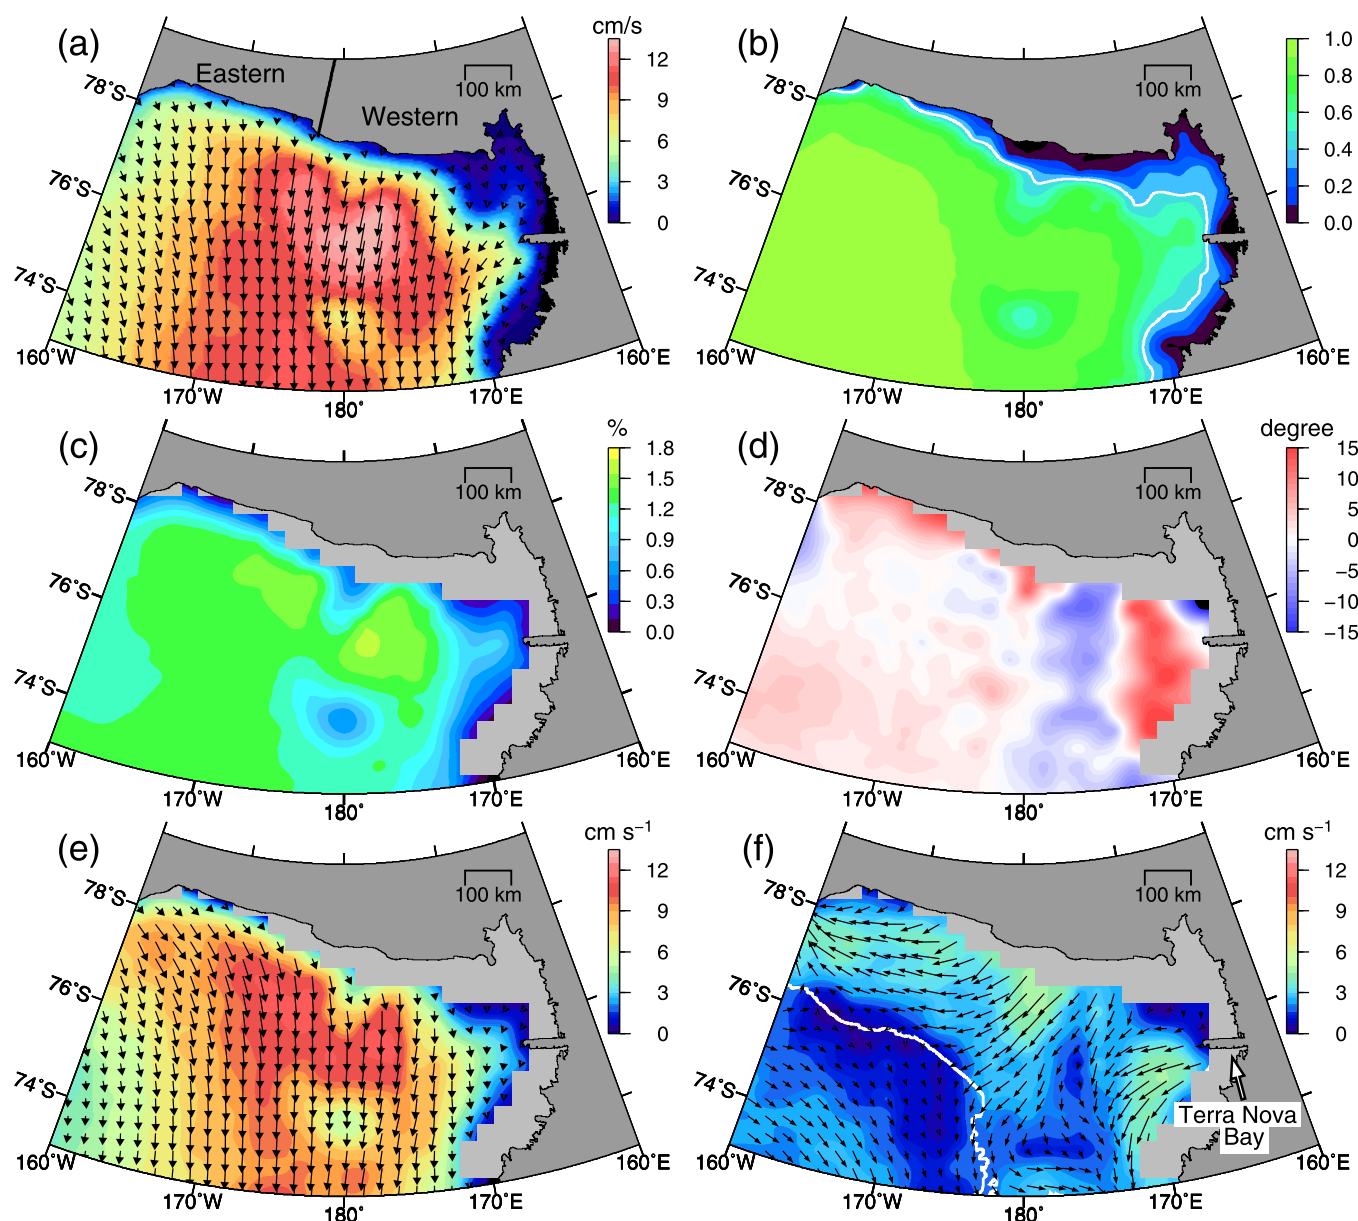 (a)
Eastern
Western
cm/s
12
9
6
3
0
100 km
78°S
76°S
74°S
160°W
170°W
180°
170°E
160°E
(b)
1.0
0.8
0.6
0.4
0.2
0.0
100 km
78°S
76°S
74°S
160°W
170°W
180°
170°E
160°E
(c)
%
1.8
1.5
1.2
0.9
0.6
0.3
0.0
100 km
78°S
76°S
74°S
160°W
170°W
180°
170°E
160°E
(d)
degree
15
10
5
0
−5
−10
−15
100 km
78°S
76°S
74°S
160°W
170°W
180°
170°E
160°E
(e)
cm s⁻¹
12
9
6
3
0
100 km
78°S
76°S
74°S
160°W
170°W
180°
170°E
160°E
(f)
cm s⁻¹
12
9
6
3
0
100 km
78°S
76°S
74°S
Terra Nova
Bay
160°W
170°W
180°
170°E
160°E